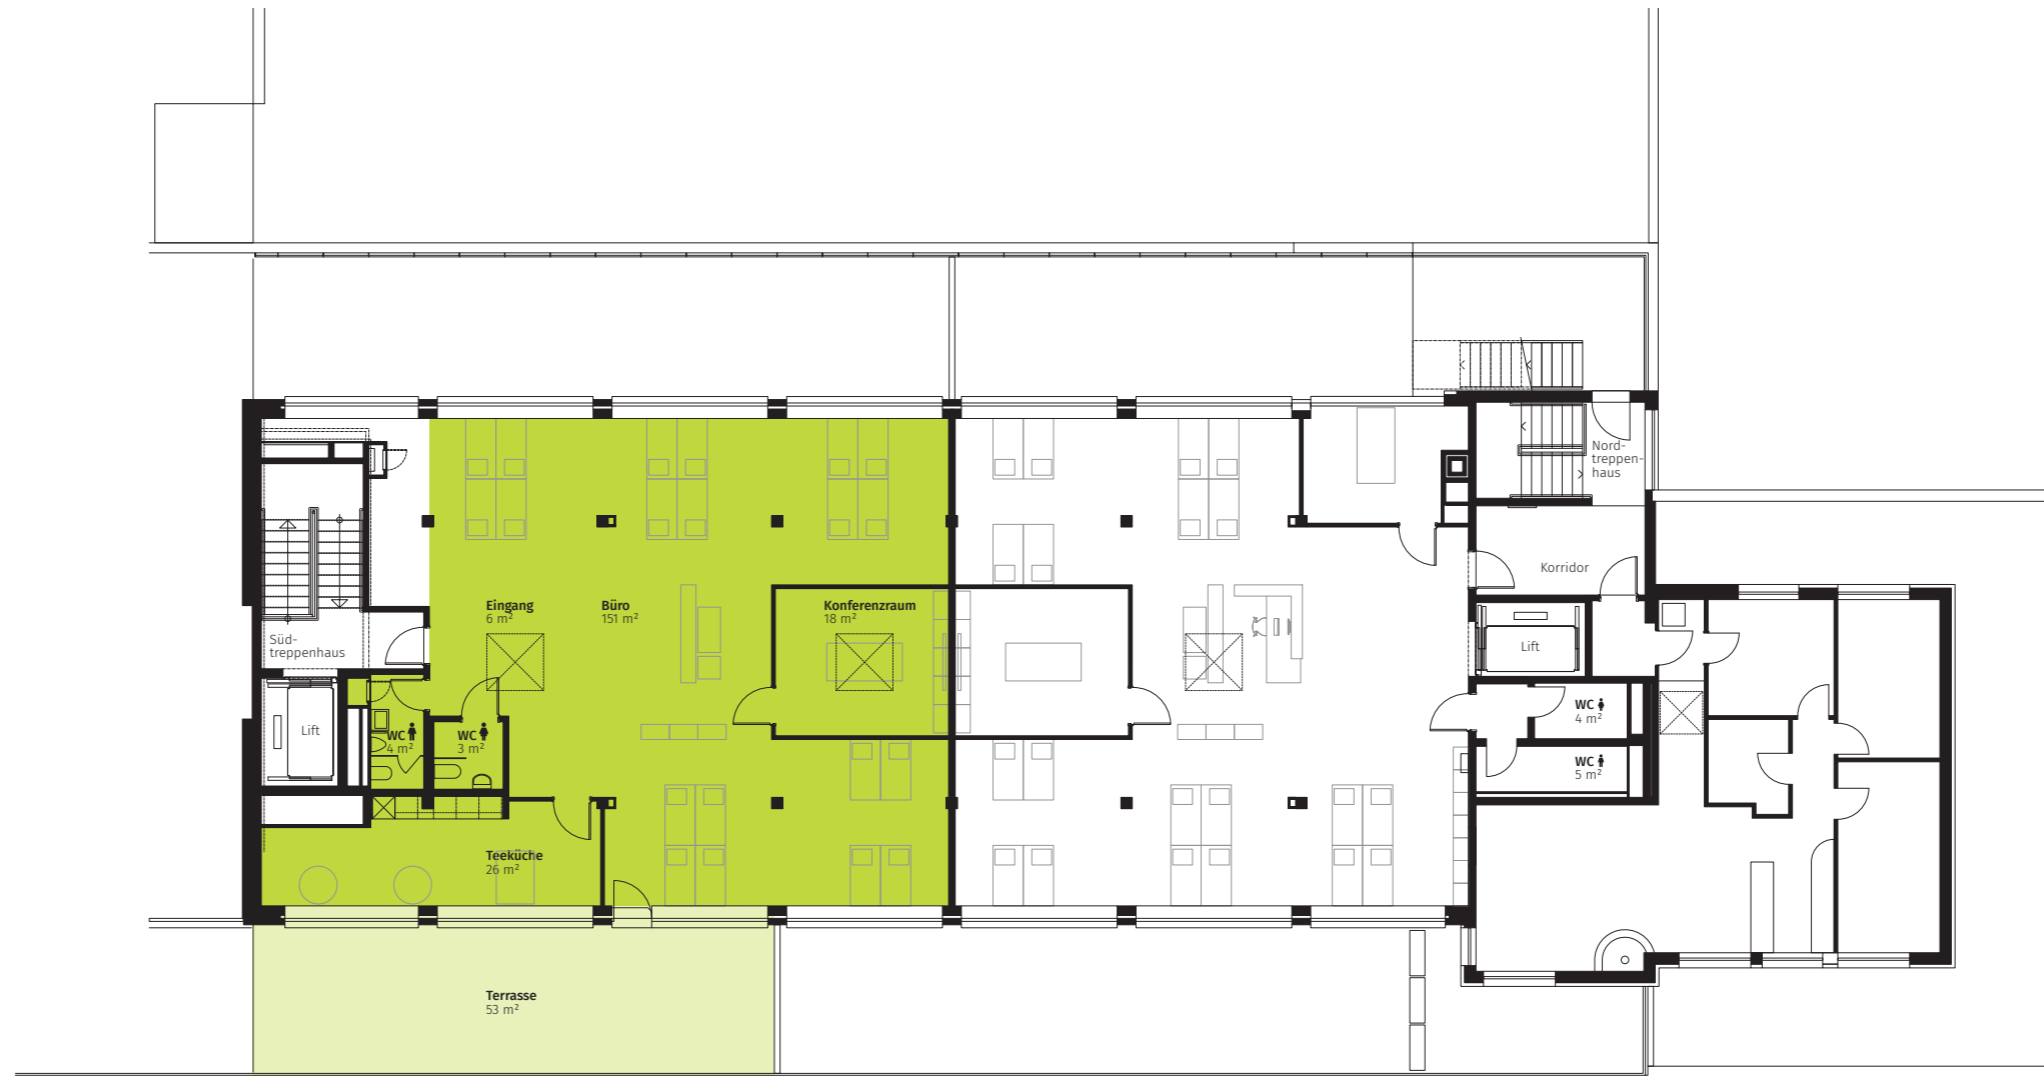 Nord-
treppen-
haus
Korridor
Eingang
6 m²
Büro
151 m²
Konferenzraum
18 m²
Süd-
treppenhaus
Lift
Lift
WC
4 m²
WC
3 m²
WC
4 m²
WC
5 m²
Teeküche
26 m²
Terrasse
53 m²